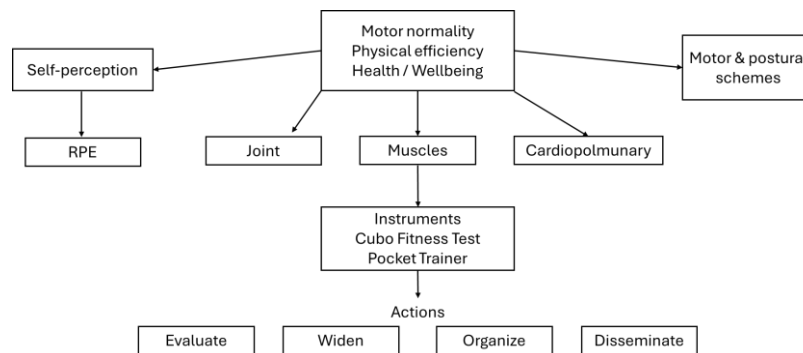 Motor normality
Physical efficiency
Health / Wellbeing
Self-perception
Motor & postura
schemes
RPE
Joint
Muscles
Cardiopolmunary
Instruments
Cubo Fitness Test
Pocket Trainer
Actions
Evaluate
Widen
Organize
Disseminate